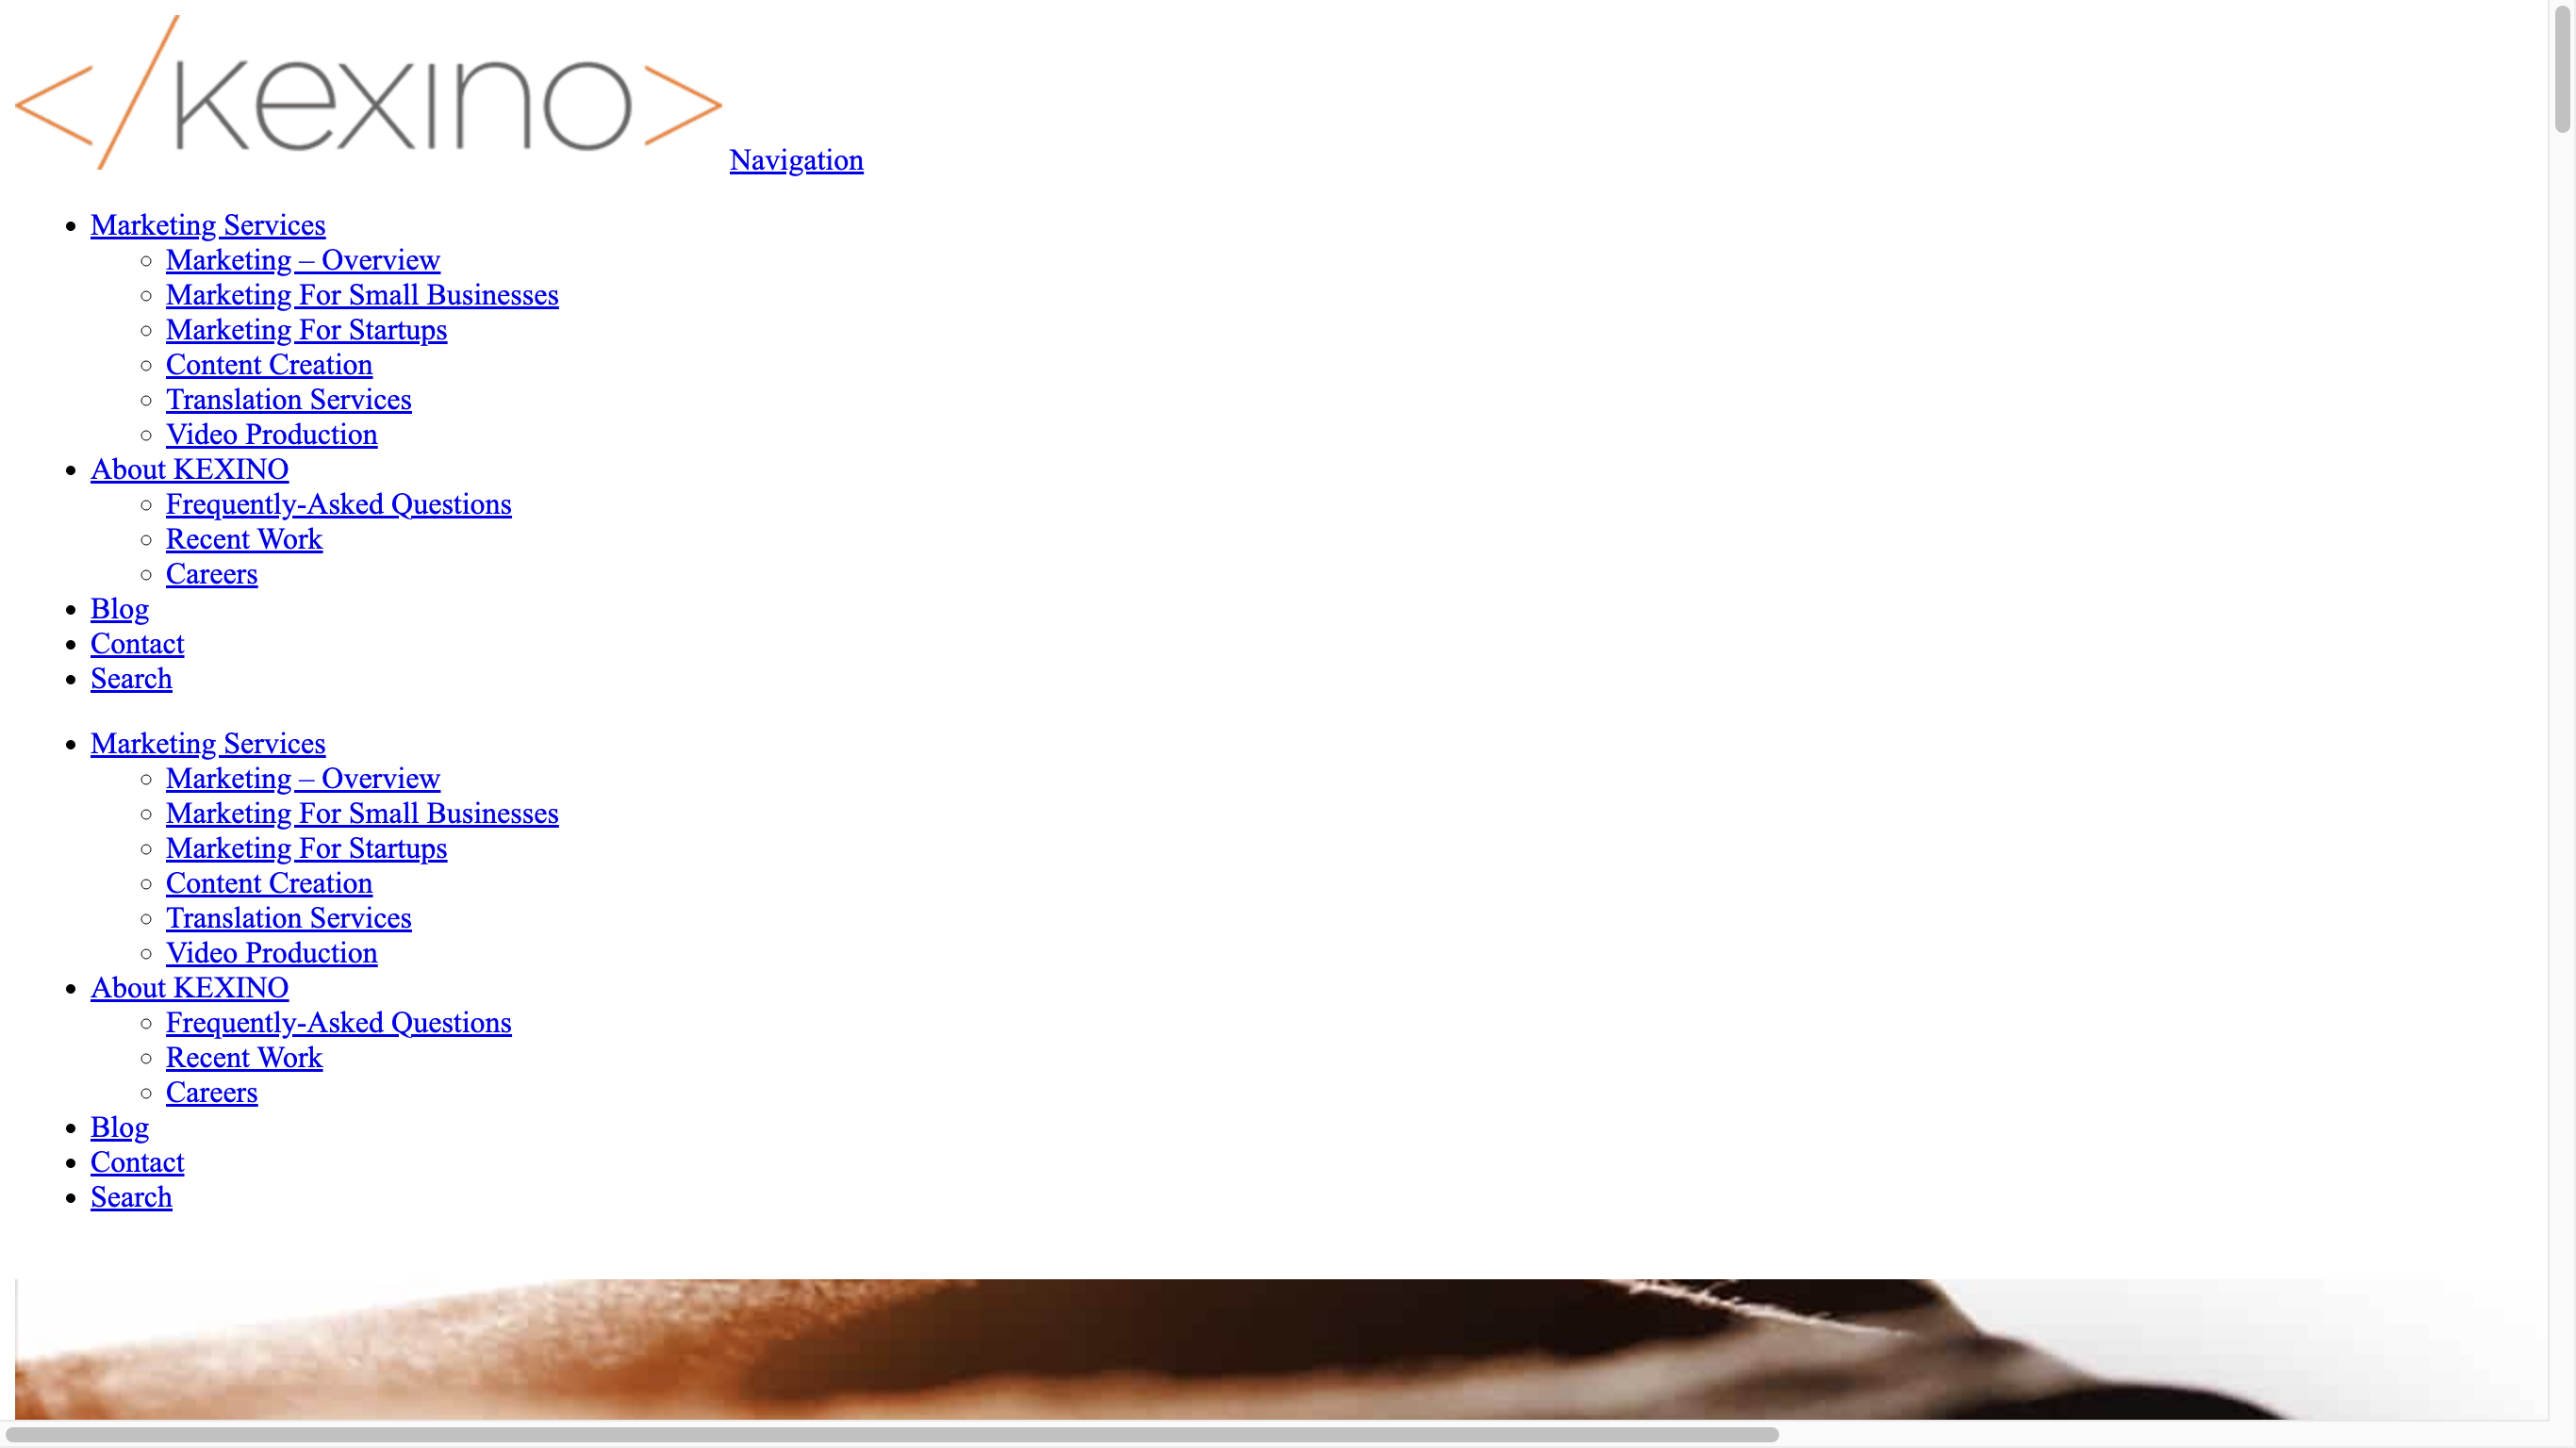 </kexino>
Navigation
Marketing Services
Marketing – Overview
Marketing For Small Businesses
Marketing For Startups
Content Creation
Translation Services
Video Production
About KEXINO
Frequently-Asked Questions
Recent Work
Careers
Blog
Contact
Search
Marketing Services
Marketing – Overview
Marketing For Small Businesses
Marketing For Startups
Content Creation
Translation Services
Video Production
About KEXINO
Frequently-Asked Questions
Recent Work
Careers
Blog
Contact
Search